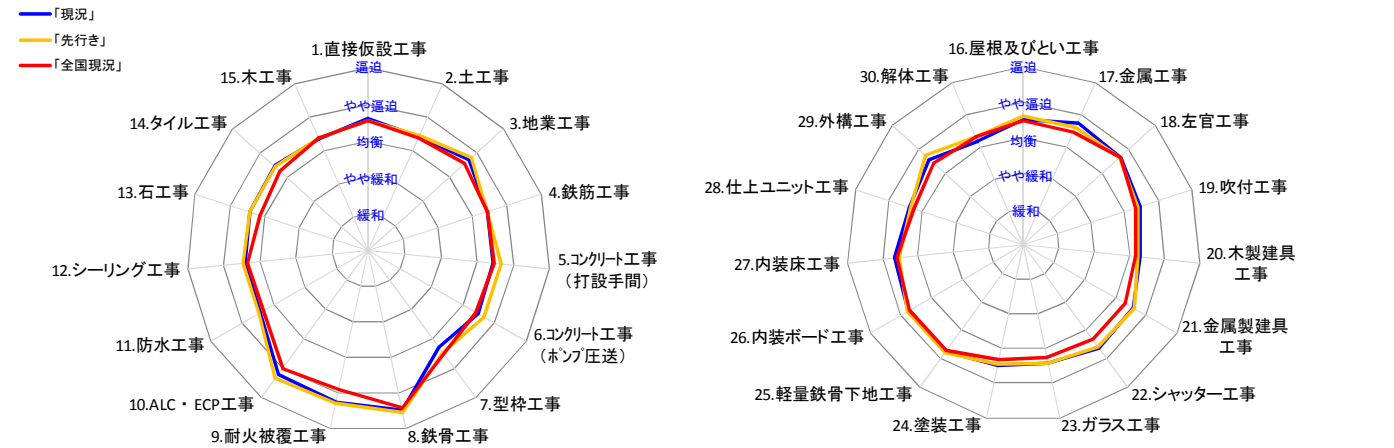 「現況」
「先行き」
「全国現況」
1.直接仮設工事
2.土工事
3.地業工事
4.鉄筋工事
5.コンクリート工事
（打設手間）
6.コンクリート工事
（ポンプ圧送）
7.型枠工事
8.鉄骨工事
9.耐火被覆工事
10.ALC・ECP工事
11.防水工事
12.シーリング工事
13.石工事
14.タイル工事
15.木工事
逼迫
やや逼迫
均衡
やや緩和
緩和
16.屋根及びとい工事
17.金属工事
18.左官工事
19.吹付工事
20.木製建具
工事
21.金属製建具
工事
22.シャッター工事
23.ガラス工事
24.塗装工事
25.軽量鉄骨下地工事
26.内装ボード工事
27.内装床工事
28.仕上ユニット工事
29.外構工事
30.解体工事
逼迫
やや逼迫
均衡
やや緩和
緩和